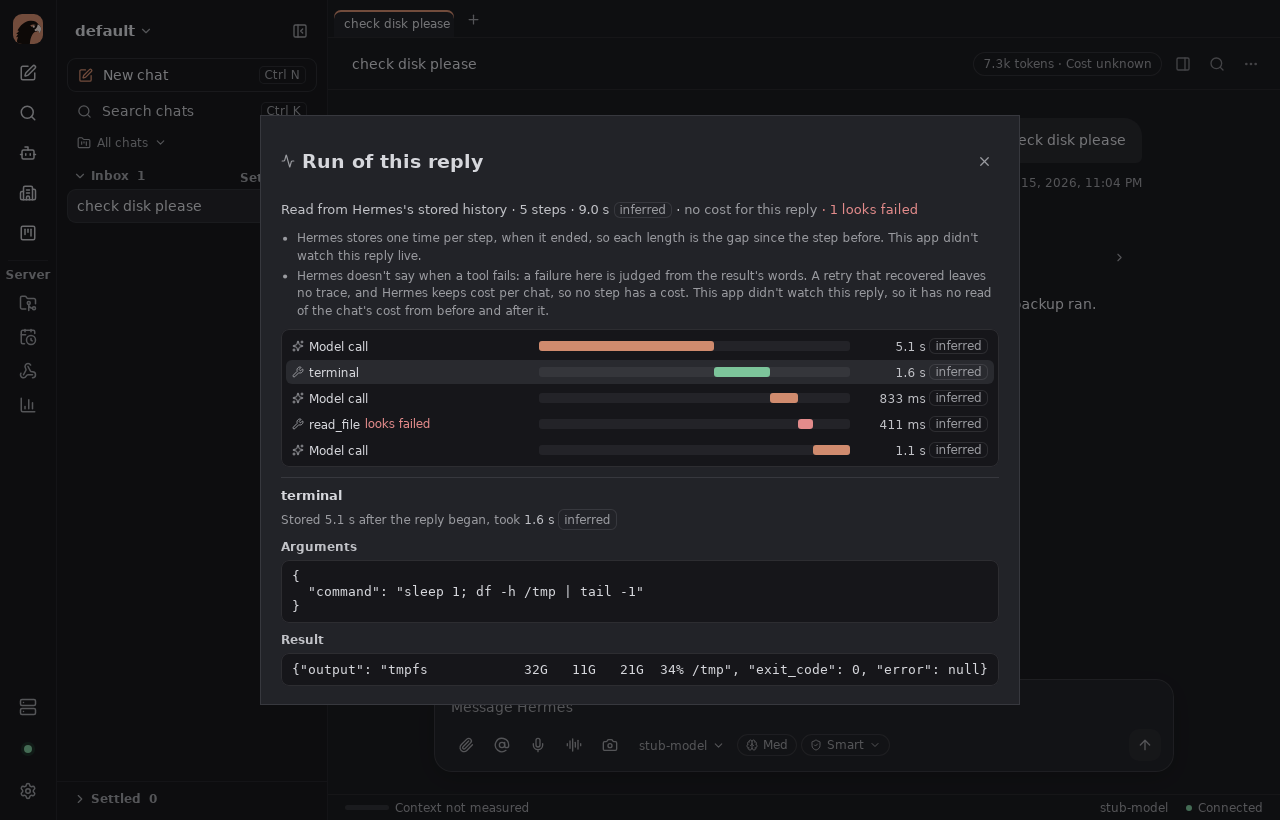 default
check disk please
New chat
Ctrl N
Search chats
Ctrl K
All chats
Inbox 1
Set
check disk please
Server
Settled 0
check disk please
7.3k tokens · Cost unknown
eck disk please
15, 2026, 11:04 PM
ackup ran.
Run of this reply
Read from Hermes's stored history · 5 steps · 9.0 s inferred · no cost for this reply · 1 looks failed
• Hermes stores one time per step, when it ended, so each length is the gap since the step before. This app didn't
watch this reply live.
• Hermes doesn't say when a tool fails: a failure here is judged from the result's words. A retry that recovered leaves
no trace, and Hermes keeps cost per chat, so no step has a cost. This app didn't watch this reply, so it has no read
of the chat's cost from before and after it.
Model call 5.1 s inferred
terminal 1.6 s inferred
Model call 833 ms inferred
read_file looks failed 411 ms inferred
Model call 1.1 s inferred
terminal
Stored 5.1 s after the reply began, took 1.6 s inferred
Arguments
{
"command": "sleep 1; df -h /tmp | tail -1"
}
Result
{"output": "tmpfs            32G   11G   21G  34% /tmp", "exit_code": 0, "error": null}
Message Hermes
stub-model
Med
Smart
Context not measured
stub-model
Connected